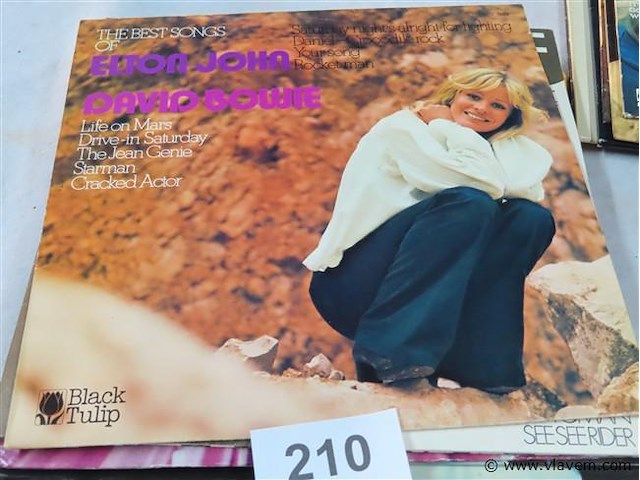 THE BEST SONGS
OF
ELTON JOHN
DAVID BOWIE
Saturday night's alright for fighting
Daniel Crocodile rock
Your song
Rocket man
Life on Mars
Drive-in Saturday
The Jean Genie
Starman
Cracked Actor
Black
Tulip
210
SEE SEE RIDER
© www.vlavem.com